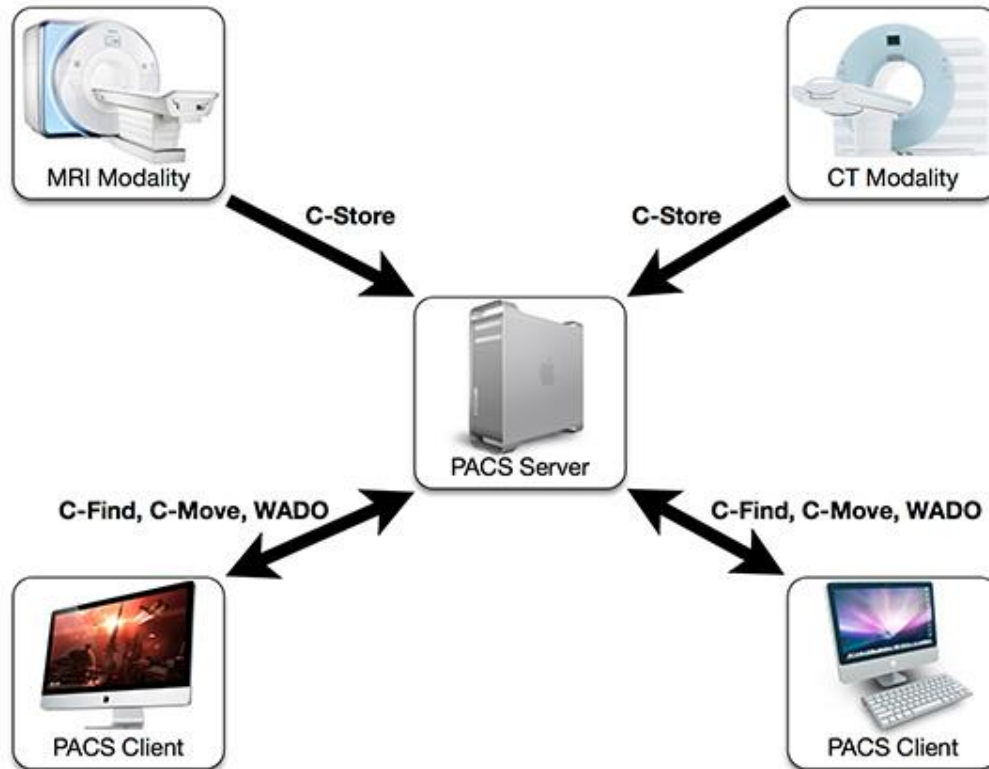 MRI Modality
CT Modality
C-Store
C-Store
PACS Server
C-Find, C-Move, WADO
C-Find, C-Move, WADO
PACS Client
PACS Client